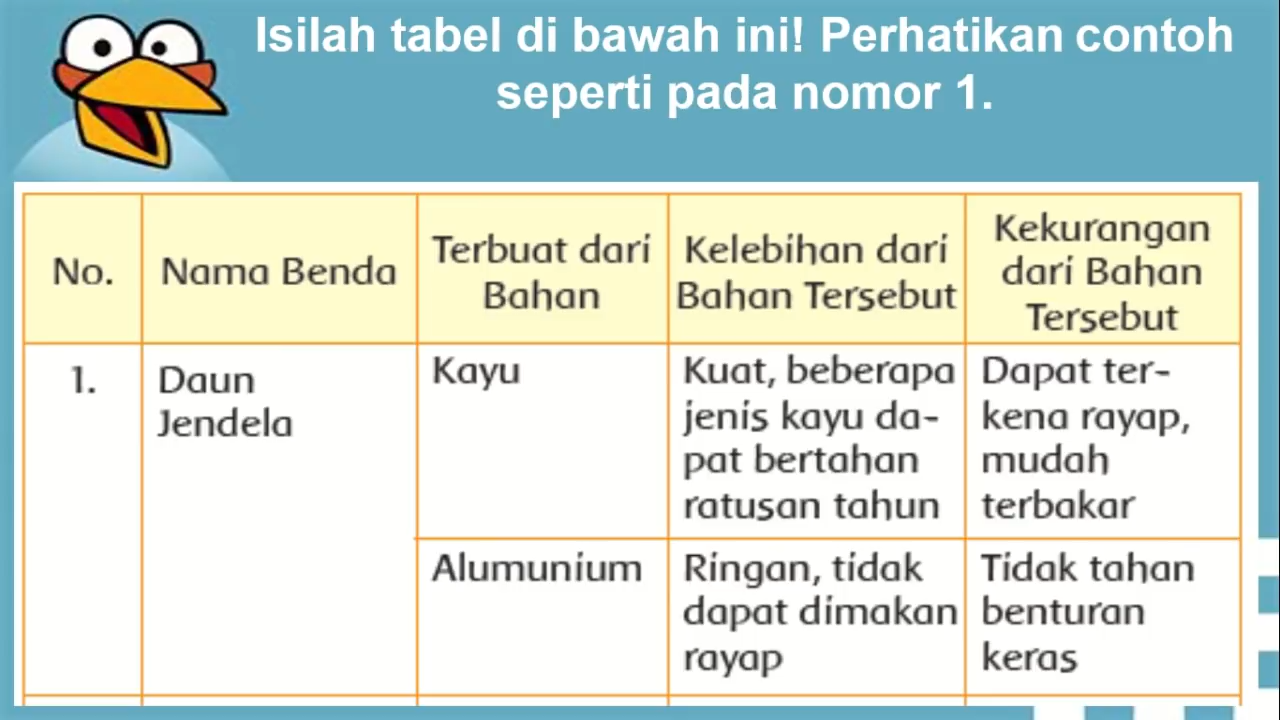 Isilah tabel di bawah ini! Perhatikan contoh
seperti pada nomor 1.
No.
Nama Benda
Terbuat dari
Bahan
Kelebihan dari
Bahan Tersebut
Kekurangan
dari Bahan
Tersebut
1.
Daun
Jendela
Kayu
Kuat, beberapa
jenis kayu da-
pat bertahan
ratusan tahun
Dapat ter-
kena rayap,
mudah
terbakar
Alumunium
Ringan, tidak
dapat dimakan
rayap
Tidak tahan
benturan
keras